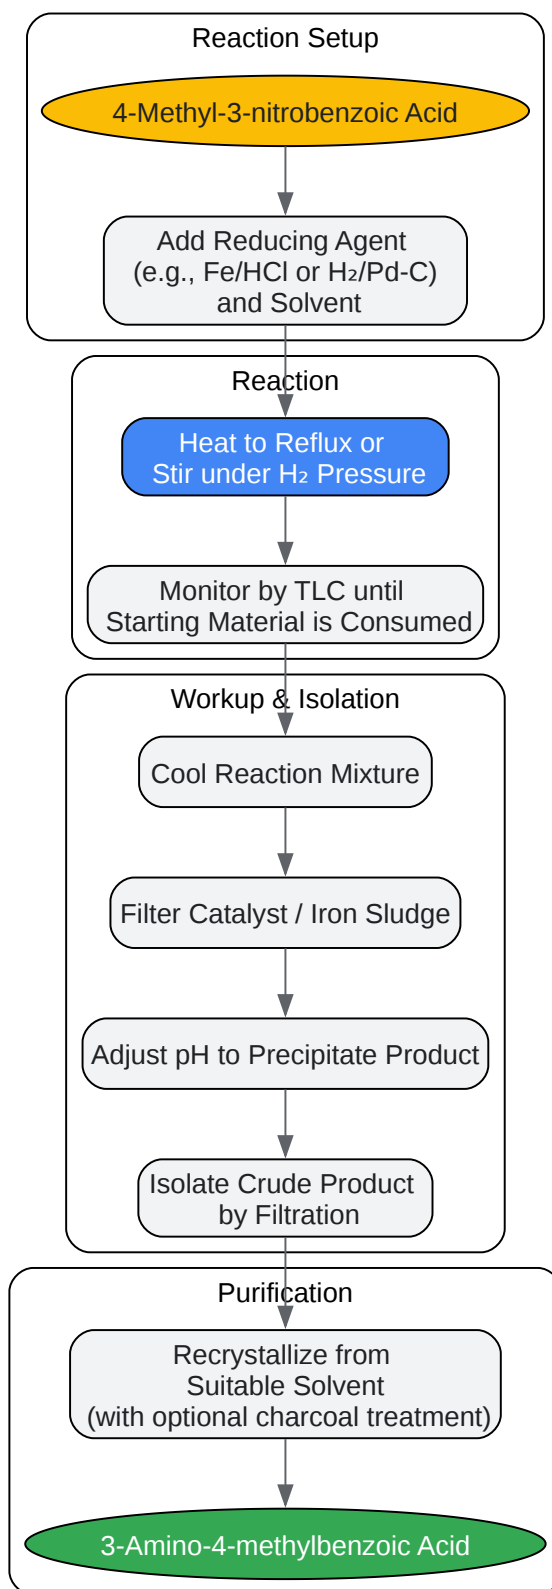 Reaction Setup
4-Methyl-3-nitrobenzoic Acid
Add Reducing Agent
(e.g., Fe/HCl or H₂/Pd-C)
and Solvent
Reaction
Heat to Reflux or
Stir under H₂ Pressure
Monitor by TLC until
Starting Material is Consumed
Workup & Isolation
Cool Reaction Mixture
Filter Catalyst / Iron Sludge
Adjust pH to Precipitate Product
Isolate Crude Product
by Filtration
Purification
Recrystallize from
Suitable Solvent
(with optional charcoal treatment)
3-Amino-4-methylbenzoic Acid